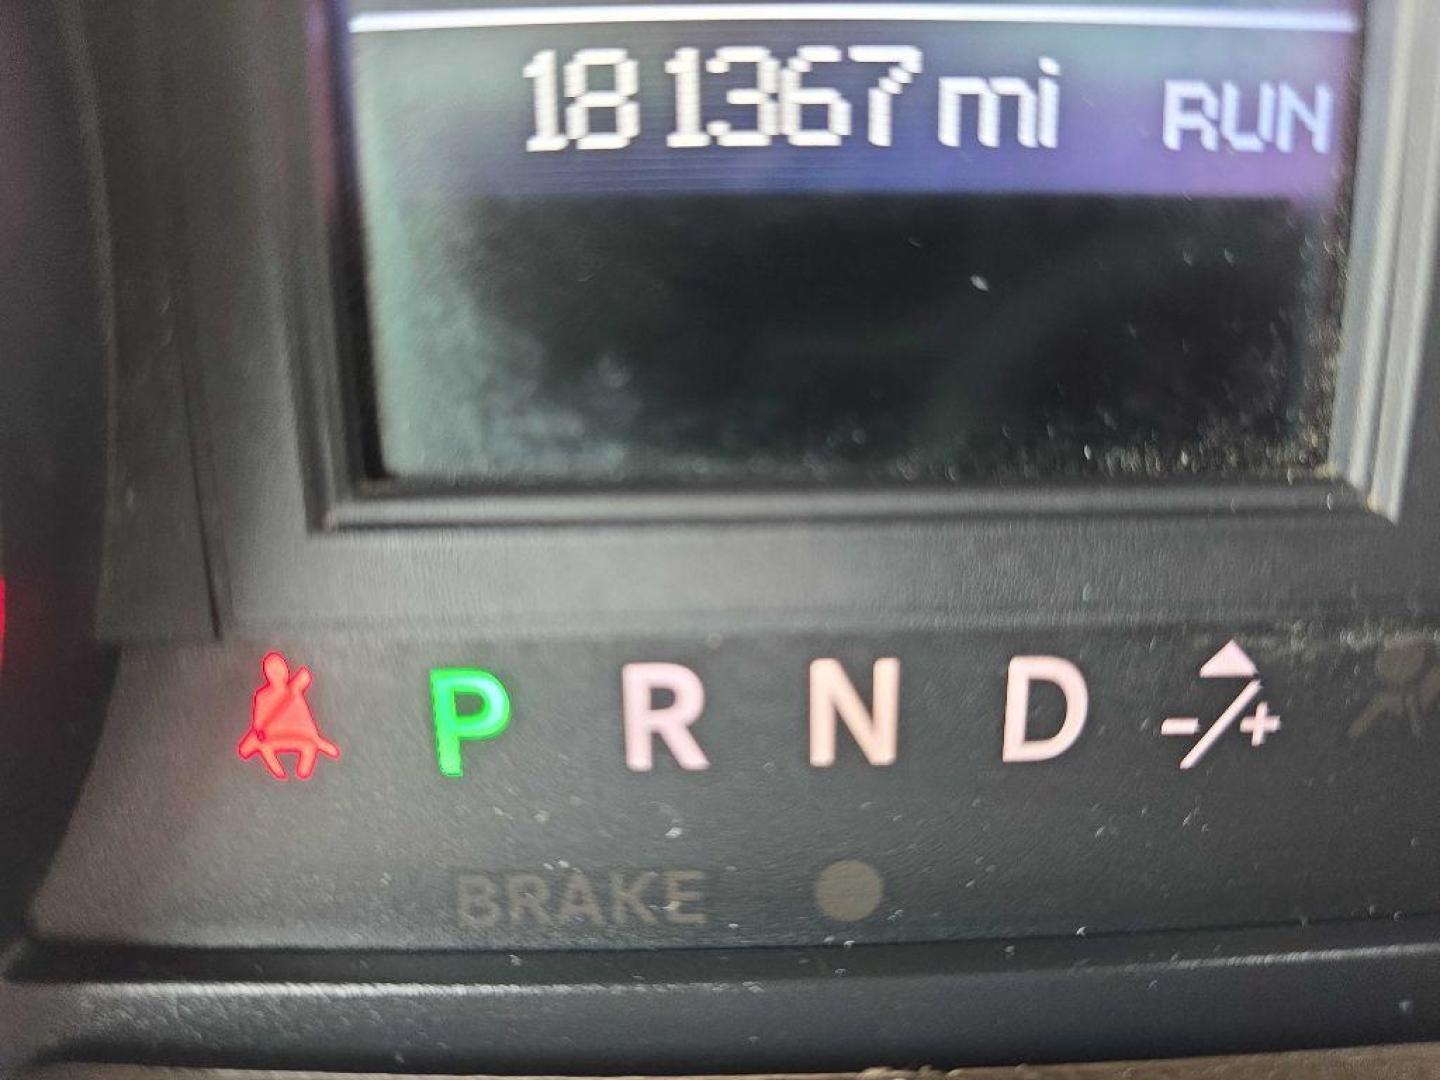 181367 mi RUN
P R N D -/+
BRAKE